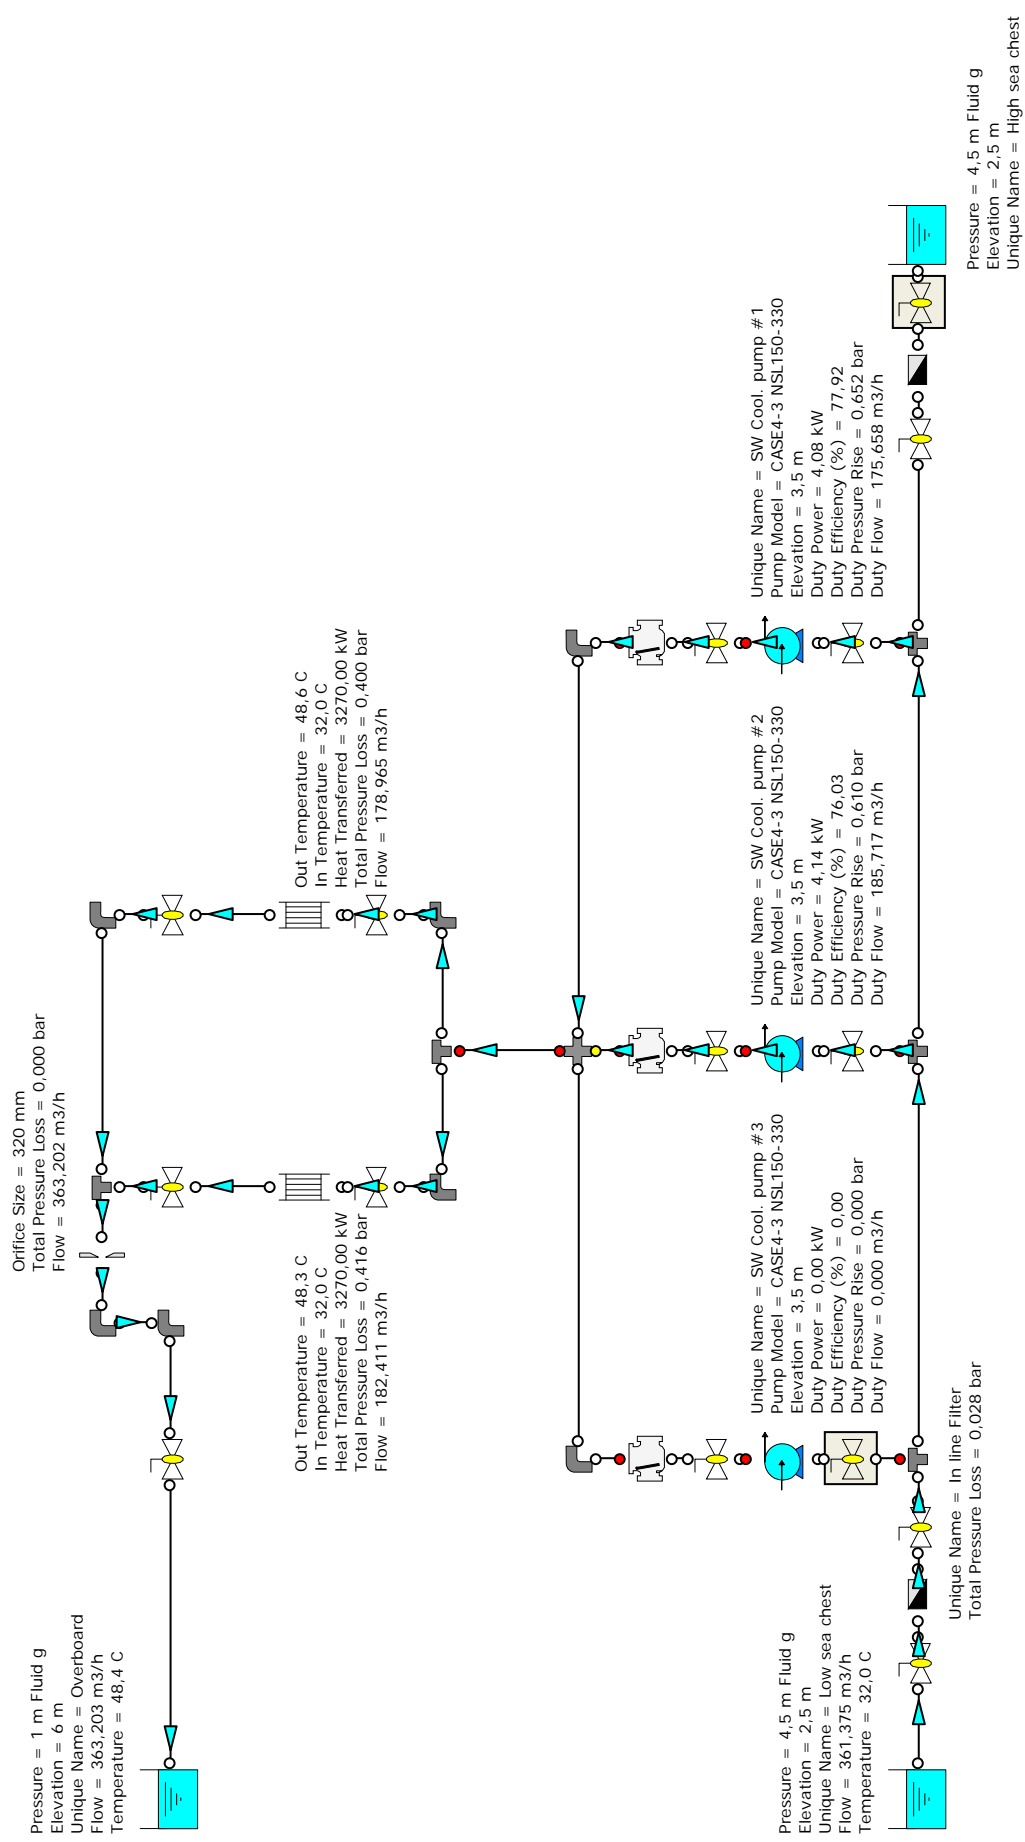 Pressure = 1 m Fluid g
Elevation = 6 m
Unique Name = Overboard
Flow = 363,203 m3/h
Temperature = 48,4 C
Orifice Size = 320 mm
Total Pressure Loss = 0,000 bar
Flow = 363,202 m3/h
Out Temperature = 48,3 C
In Temperature = 32,0 C
Heat Transferred = 3270,00 kW
Total Pressure Loss = 0,416 bar
Flow = 182,411 m3/h
Out Temperature = 48,6 C
In Temperature = 32,0 C
Heat Transferred = 3270,00 kW
Total Pressure Loss = 0,400 bar
Flow = 178,965 m3/h
Unique Name = SW Cool. pump #3
Pump Model = CASE4-3 NSL150-330
Elevation = 3,5 m
Duty Power = 0,00 kW
Duty Efficiency (%) = 0,00
Duty Pressure Rise = 0,000 bar
Duty Flow = 0,000 m3/h
Unique Name = SW Cool. pump #2
Pump Model = CASE4-3 NSL150-330
Elevation = 3,5 m
Duty Power = 4,14 kW
Duty Efficiency (%) = 76,03
Duty Pressure Rise = 0,610 bar
Duty Flow = 185,717 m3/h
Unique Name = SW Cool. pump #1
Pump Model = CASE4-3 NSL150-330
Elevation = 3,5 m
Duty Power = 4,08 kW
Duty Efficiency (%) = 77,92
Duty Pressure Rise = 0,652 bar
Duty Flow = 175,658 m3/h
Pressure = 4,5 m Fluid g
Elevation = 2,5 m
Unique Name = Low sea chest
Flow = 361,375 m3/h
Temperature = 32,0 C
Unique Name = In line Filter
Total Pressure Loss = 0,028 bar
Pressure = 4,5 m Fluid g
Elevation = 2,5 m
Unique Name = High sea chest